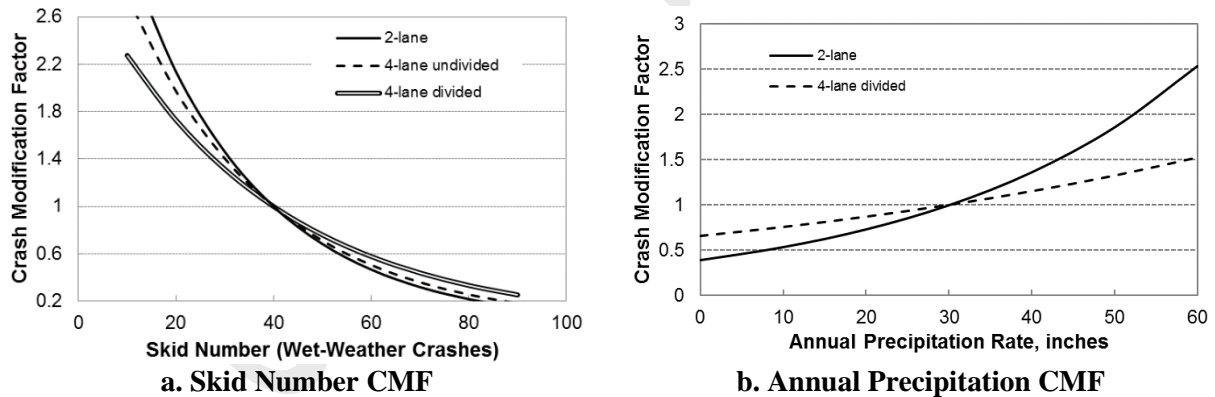 2.6
2.2
1.8
1.4
1
0.6
0.2
Crash Modification Factor
2-lane
4-lane undivided
4-lane divided
0 20 40 60 80 100
Skid Number (Wet-Weather Crashes)
a. Skid Number CMF
3
2.5
2
1.5
1
0.5
0
Crash Modification Factor
2-lane
4-lane divided
0 10 20 30 40 50 60
Annual Precipitation Rate, inches
b. Annual Precipitation CMF